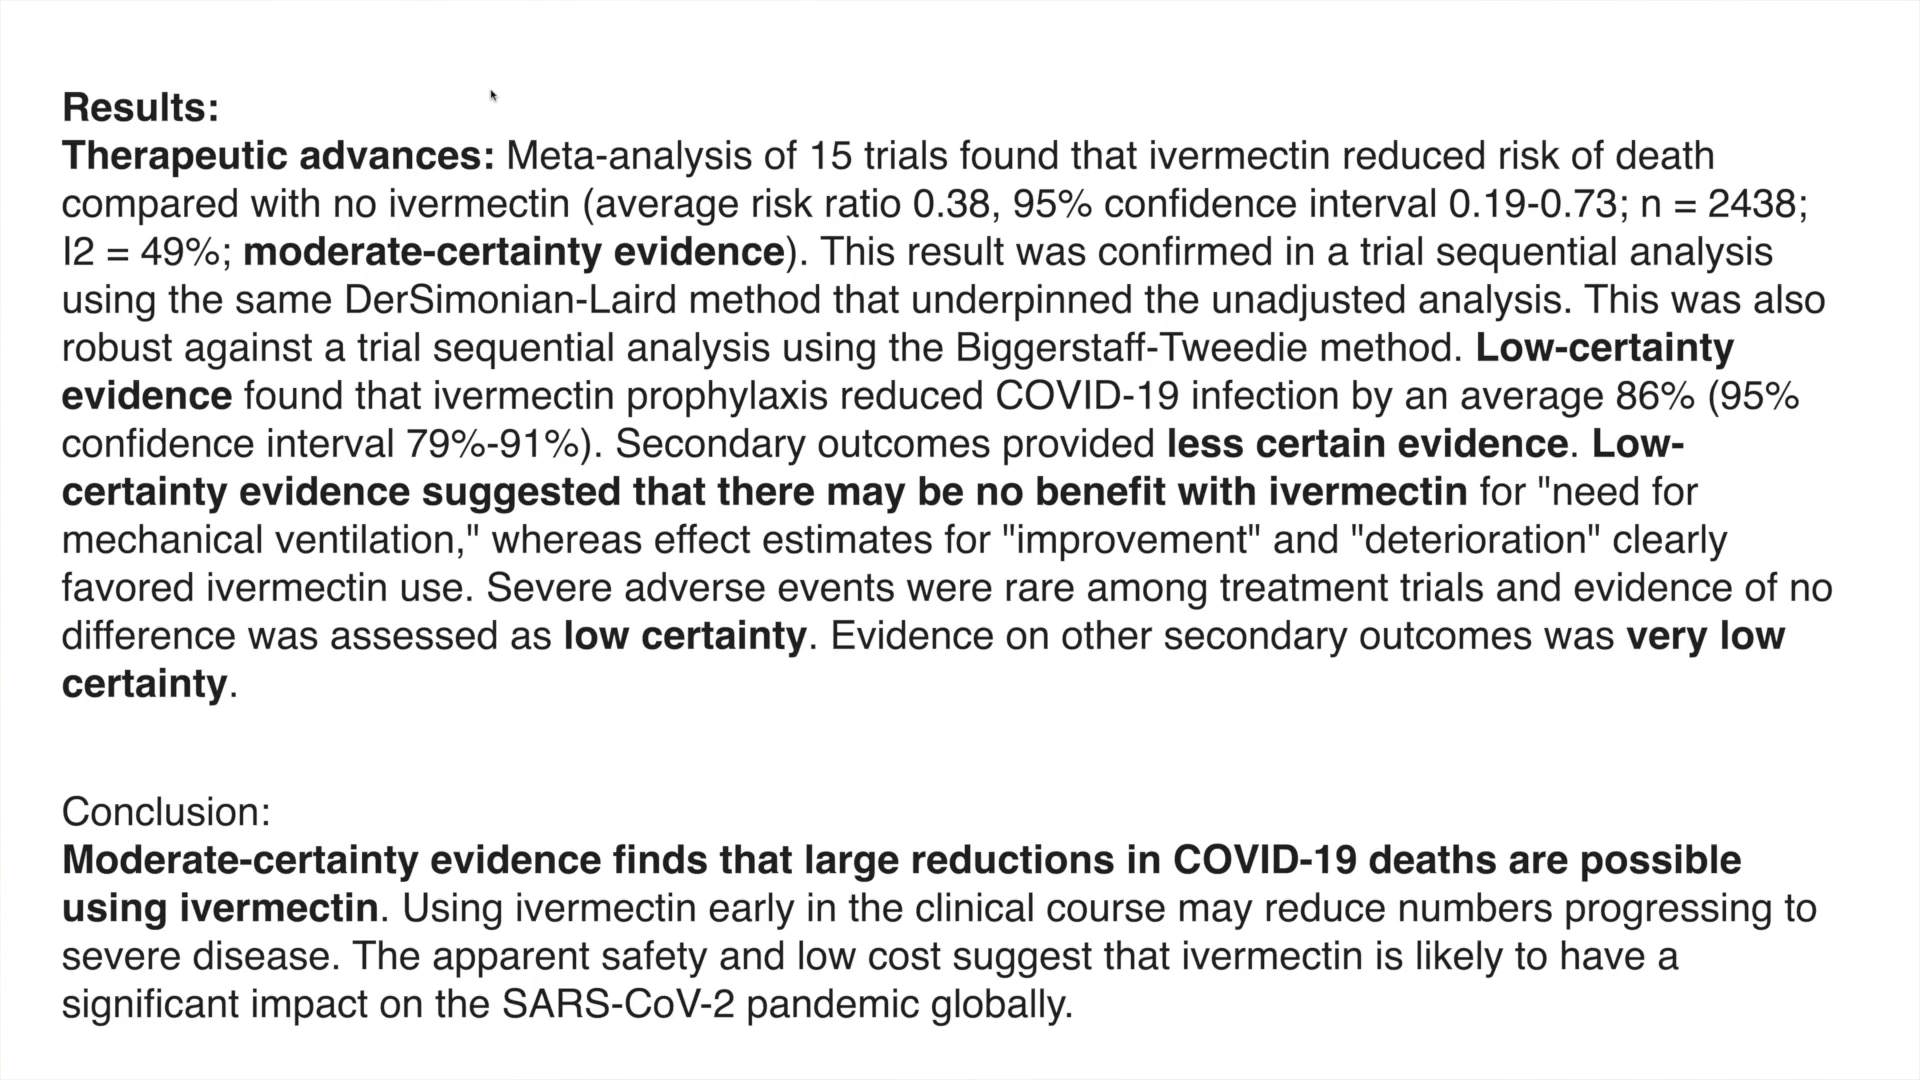 Results:
Therapeutic advances: Meta-analysis of 15 trials found that ivermectin reduced risk of death
compared with no ivermectin (average risk ratio 0.38, 95% confidence interval 0.19-0.73; n = 2438;
I2 = 49%; moderate-certainty evidence). This result was confirmed in a trial sequential analysis
using the same DerSimonian-Laird method that underpinned the unadjusted analysis. This was also
robust against a trial sequential analysis using the Biggerstaff-Tweedie method. Low-certainty
evidence found that ivermectin prophylaxis reduced COVID-19 infection by an average 86% (95%
confidence interval 79%-91%). Secondary outcomes provided less certain evidence. Low-
certainty evidence suggested that there may be no benefit with ivermectin for "need for
mechanical ventilation," whereas effect estimates for "improvement" and "deterioration" clearly
favored ivermectin use. Severe adverse events were rare among treatment trials and evidence of no
difference was assessed as low certainty. Evidence on other secondary outcomes was very low
certainty.
Conclusion:
Moderate-certainty evidence finds that large reductions in COVID-19 deaths are possible
using ivermectin. Using ivermectin early in the clinical course may reduce numbers progressing to
severe disease. The apparent safety and low cost suggest that ivermectin is likely to have a
significant impact on the SARS-CoV-2 pandemic globally.